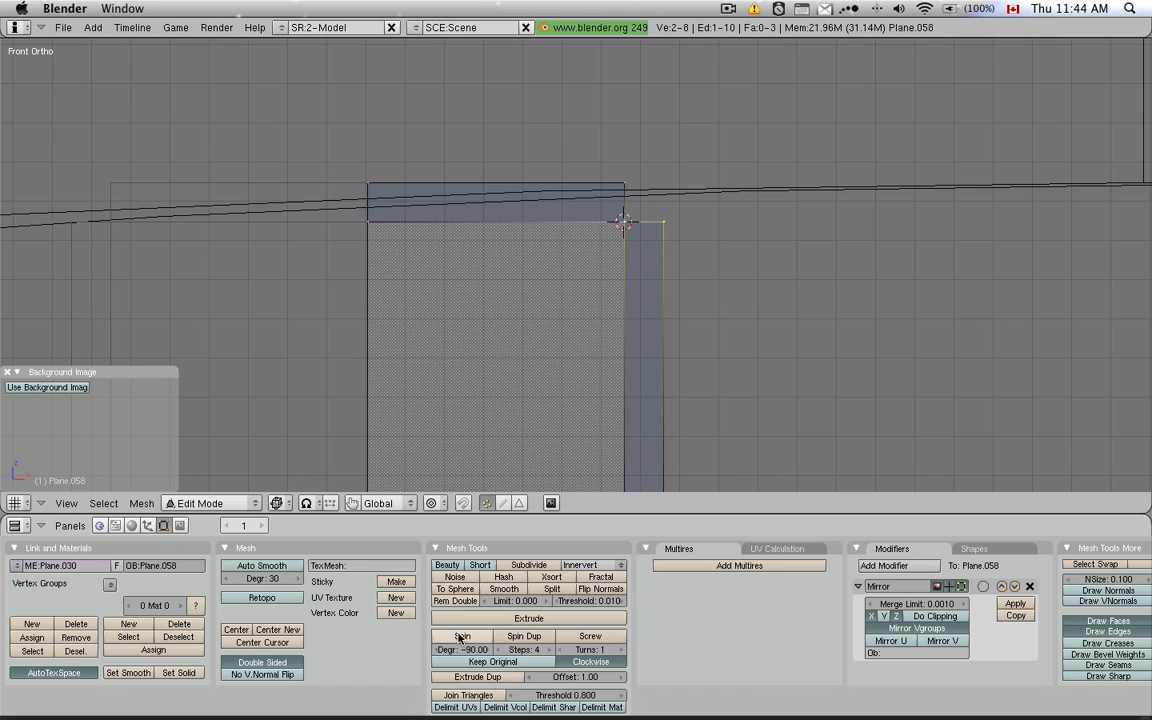 Blender Window (100%) Thu 11:44 AM
File Add Timeline Game Render Help SR:2-Model SCE:Scene www.blender.org 249 Ve:2-8 | Ed:1-10 | Fa:0-3 | Mem:21.96M (31.14M) Plane.058
Front Ortho
Background Image
Use Background Imag
z
(1) Plane.058
View Select Mesh Edit Mode Global
Panels 1
Link and Materials
ME:Plane.030 F OB:Plane.058
Vertex Groups
0 Mat 0 ?
New Delete New Delete
Assign Remove Select Deselect
Select Desel. Assign
AutoTexSpace Set Smooth Set Solid
Mesh
Auto Smooth TexMesh:
Degr: 30 Sticky Make
Retopo UV Texture New
Vertex Color New
Center Center New
Center Cursor
Double Sided
No V.Normal Flip
Mesh Tools
Beauty Short Subdivide Innervert
Noise Hash Xsort Fractal
To Sphere Smooth Split Flip Normals
Rem Double Limit: 0.000 Threshold: 0.010
Extrude
Spin Dup Screw
Degr: -90.00 Steps: 4 Turns: 1
Keep Original Clockwise
Extrude Dup Offset: 1.00
Join Triangles Threshold 0.800
Delimit UVs Delimit Vcol Delimit Shar Delimit Mat
Multires UV Calculation
Add Multires
Modifiers Shapes
Add Modifier To: Plane.058
Mirror
Merge Limit: 0.0010 Apply
X Y Z Do Clipping Copy
Mirror Vgroups
Mirror U Mirror V
Ob:
Mesh Tools More
Select Swap
NSize: 0.100
Draw Normals
Draw VNormals
Draw Faces
Draw Edges
Draw Creases
Draw Bevel Weights
Draw Seams
Draw Sharp